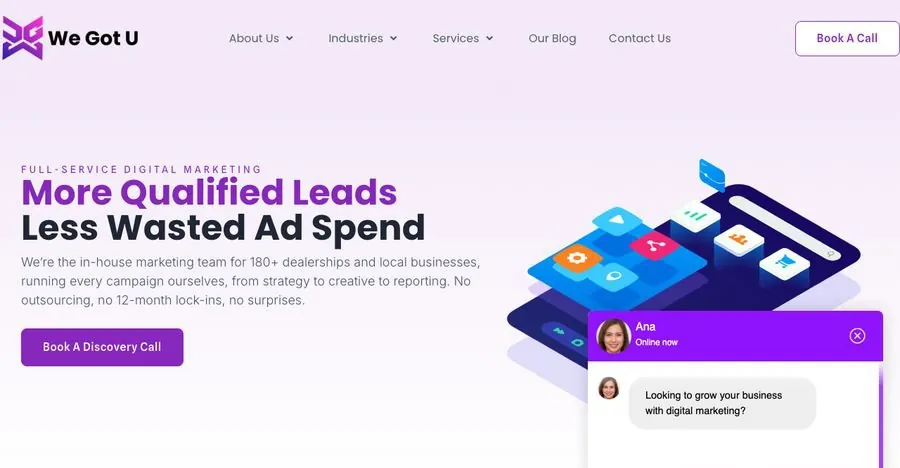 We Got U
About Us
Industries
Services
Our Blog
Contact Us
Book A Call
FULL-SERVICE DIGITAL MARKETING
More Qualified Leads
Less Wasted Ad Spend
We're the in-house marketing team for 180+ dealerships and local businesses,
running every campaign ourselves, from strategy to creative to reporting. No
outsourcing, no 12-month lock-ins, no surprises.
Book A Discovery Call
Ana
Online now
Looking to grow your business
with digital marketing?